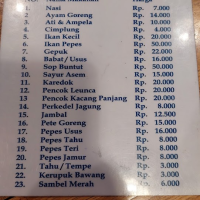 1. Nasi Rp. 7.000
2. Ayam Goreng Rp. 14.000
3. Ati & Ampela Rp. 10.000
4. Cimplung Rp. 4.000
5. Ikan Kecil Rp. 20.000
6. Ikan Pepes Rp. 50.000
7. Gepuk Rp. 22.000
8. Babat / Usus Rp. 16.000
9. Sop Buntut Rp. 50.000
10. Sayur Asem Rp. 15.000
11. Karedok Rp. 20.000
12. Pencok Leunca Rp. 20.000
13. Pencok Kacang Panjang Rp. 20.000
14. Perkedel Jagung Rp. 8.000
15. Jambal Rp. 12.500
16. Pete Goreng Rp. 15.000
17. Pepes Usus Rp. 16.000
18. Pepes Tahu Rp. 8.000
19. Pepes Teri Rp. 8.000
20. Pepes Jamur Rp. 8.000
21. Tahu / Tempe Rp. 3.000
22. Kerupuk Bawang Rp. 3.000
23. Sambel Merah Rp. 6.000